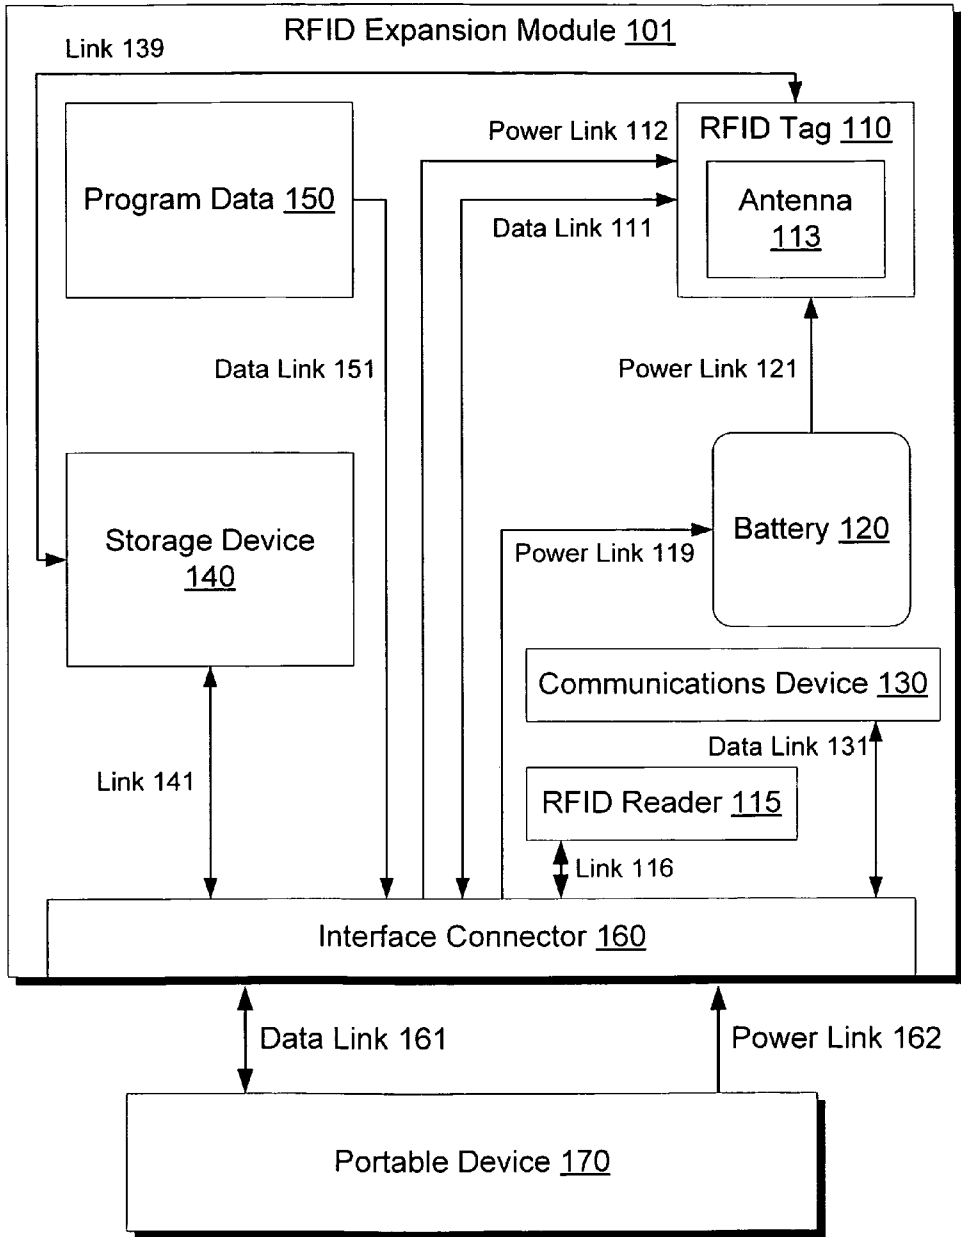 RFID Expansion Module 101
Link 139
Power Link 112
RFID Tag 110
Program Data 150
Antenna
113
Data Link 111
Data Link 151
Power Link 121
Storage Device
140
Battery 120
Power Link 119
Communications Device 130
Data Link 131
Link 141
RFID Reader 115
Link 116
Interface Connector 160
Data Link 161
Power Link 162
Portable Device 170